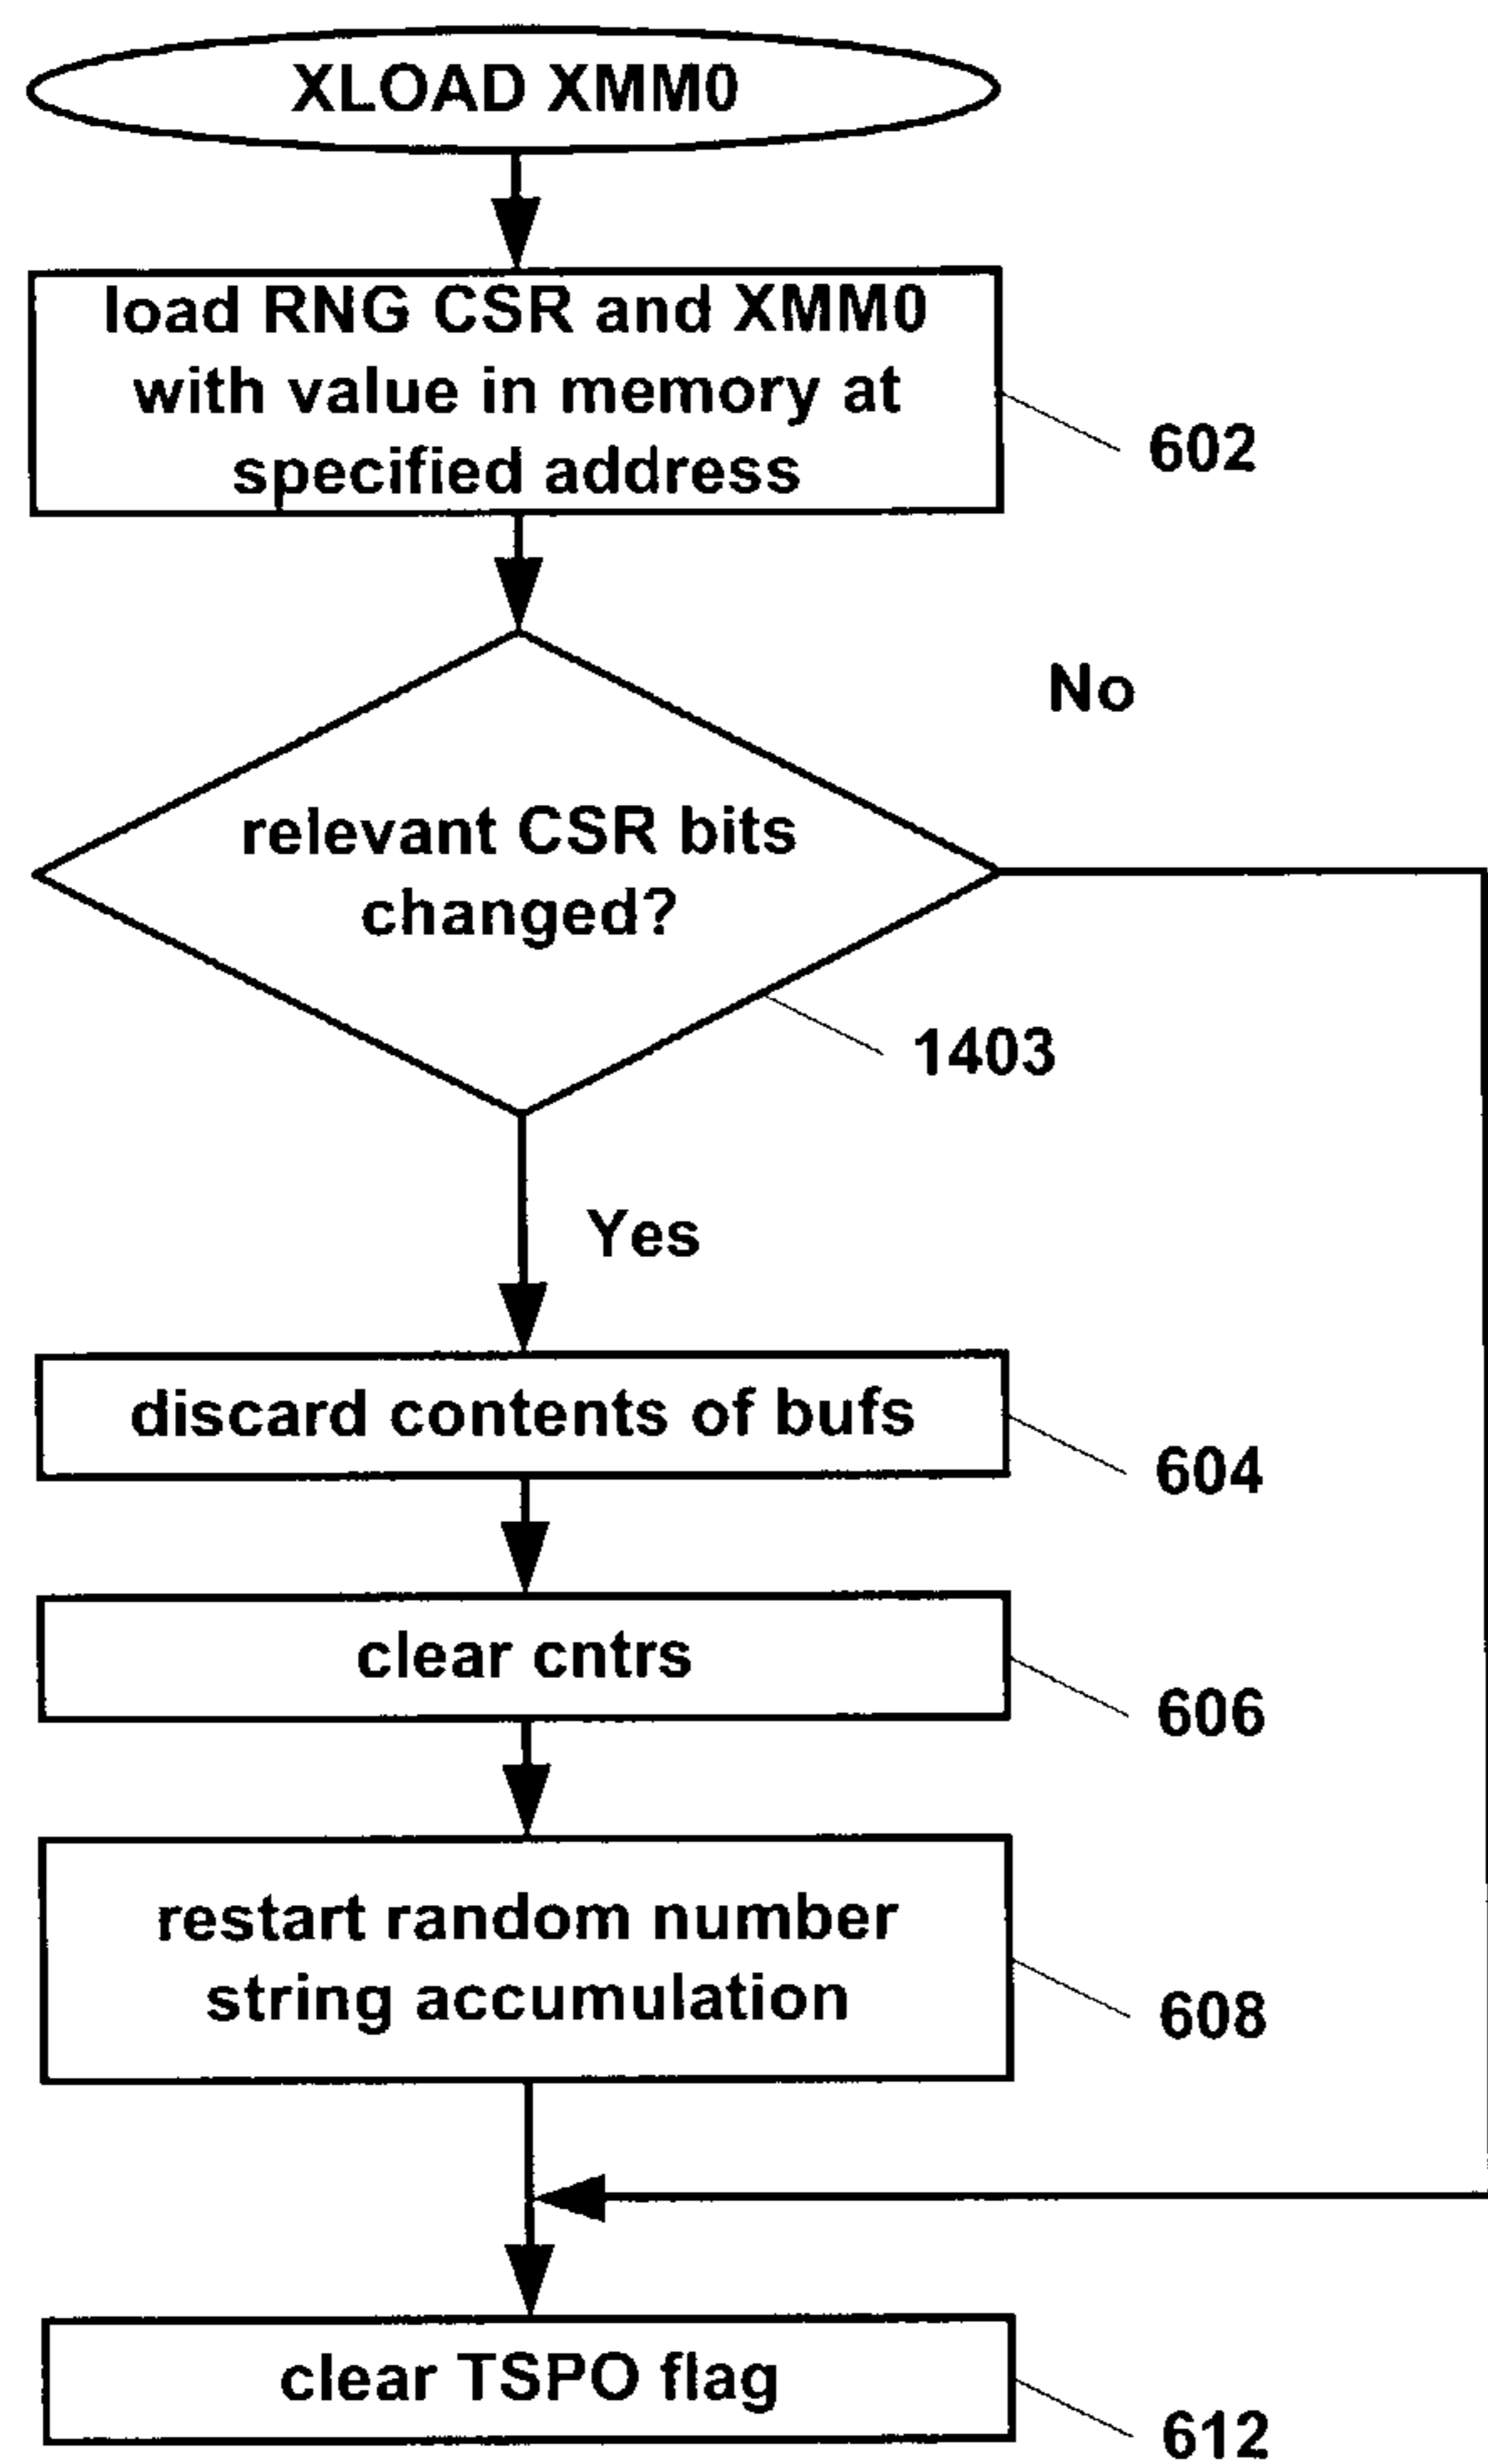 XLOAD XMM0
load RNG CSR and XMM0
with value in memory at
specified address
602
No
relevant CSR bits
changed?
1403
Yes
discard contents of bufs
604
clear cntrs
606
restart random number
string accumulation
608
clear TSPO flag
612